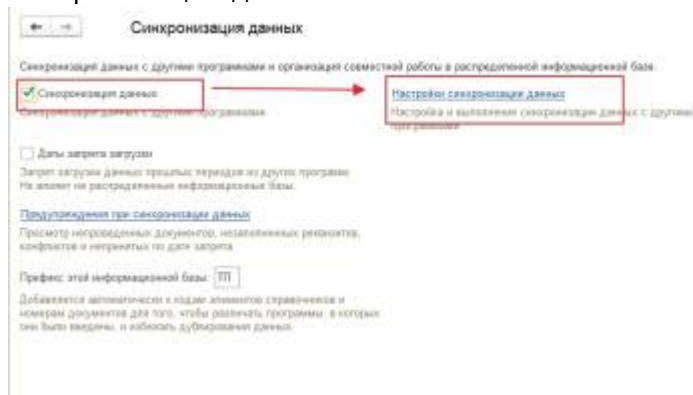 Синхронизация данных
Синхронизация данных с другими программами и организация совместной работы в распределенной информационной базе.
Синхронизация данных
Настройки синхронизации данных
Синхронизация данных с другими программами.
Настройка и выполнение синхронизации данных с другими
программами
Даты запрета загрузки
Запрет загрузки данных прошлых периодов из других программ.
Не влияет на распределенные информационные базы.
Предупреждения при синхронизации данных
Просмотр непроведенных документов, незаполненных реквизитов,
конфликтов и непринятых по дате запрета.
Префикс этой информационной базы:
Добавляется автоматически к кодам элементов справочников и
номерам документов для того, чтобы различать программы, в которых
они были введены, и избежать дублирования данных.